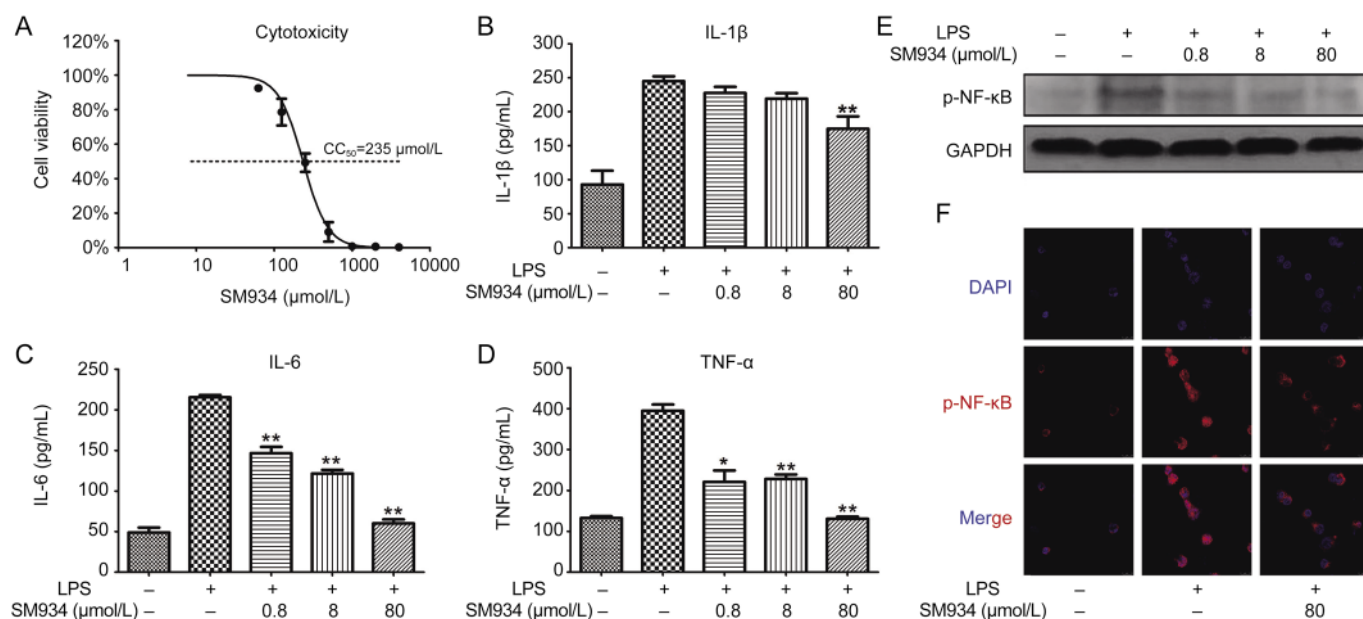 A
Cytotoxicity
120%
100%
80%
60%
40%
20%
0%
Cell viability
CC₅₀=235 μmol/L
1 10 100 1000 10000
SM934 (μmol/L)
B
IL-1β
300
250
200
150
100
50
0
IL-1β (pg/mL)
**
LPS – + + + +
SM934 (μmol/L) – – 0.8 8 80
C
IL-6
250
200
150
100
50
0
IL-6 (pg/mL)
** ** **
LPS – + + + +
SM934 (μmol/L) – – 0.8 8 80
D
TNF-α
500
400
300
200
100
0
TNF-α (pg/mL)
* ** **
LPS – + + + +
SM934 (μmol/L) – – 0.8 8 80
E
LPS – + + + +
SM934 (μmol/L) – – 0.8 8 80
p-NF-κB
GAPDH
F
DAPI
p-NF-κB
Merge
LPS – + +
SM934 (μmol/L) – – 80